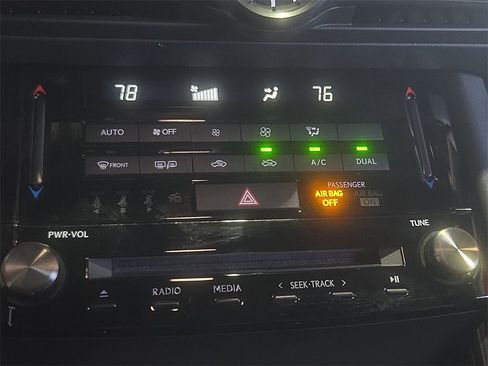 78 76
AUTO OFF
FRONT A/C DUAL
PASSENGER
AIR BAG AIR BAG
OFF ON
PWR·VOL TUNE
RADIO MEDIA < SEEK·TRACK >